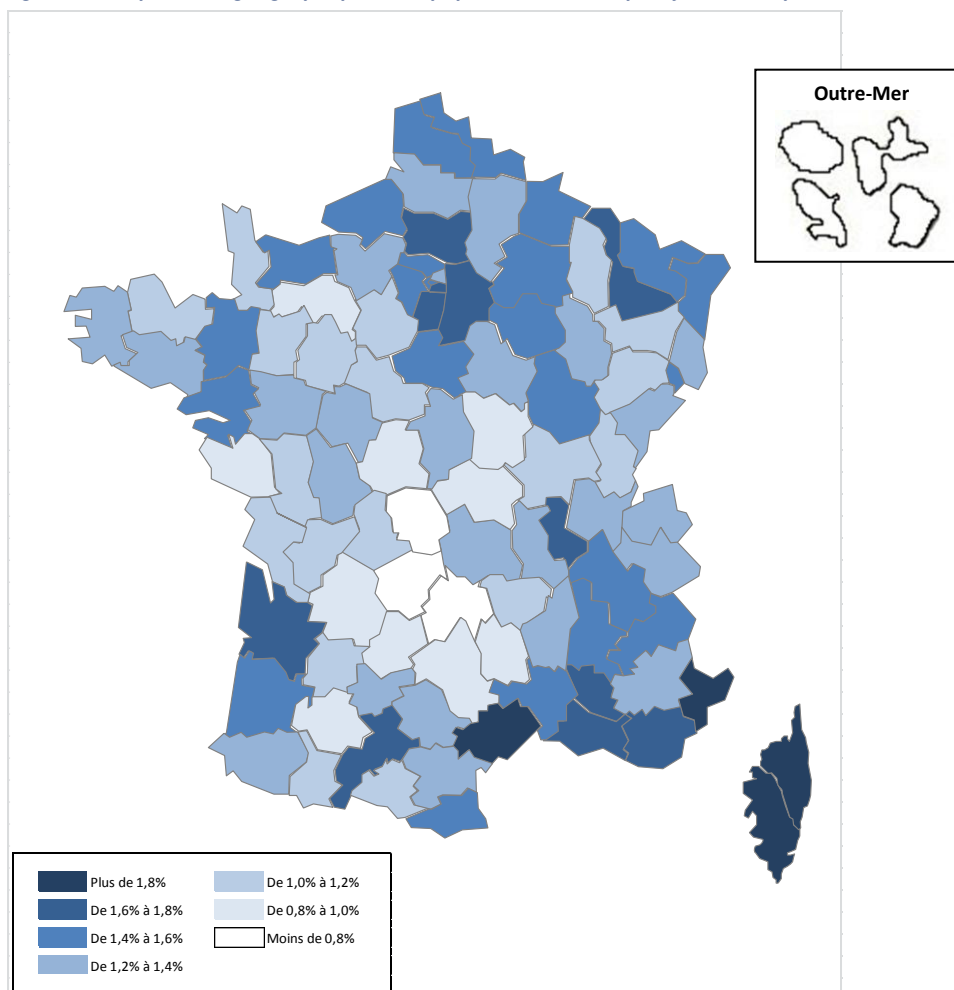 Outre-Mer
Plus de 1,8%
De 1,6% à 1,8%
De 1,4% à 1,6%
De 1,2% à 1,4%
De 1,0% à 1,2%
De 0,8% à 1,0%
Moins de 0,8%